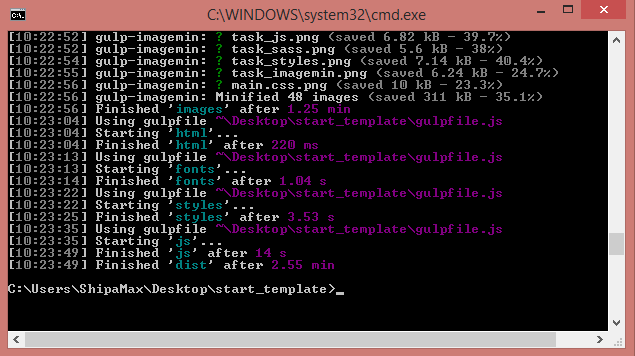 C:\WINDOWS\system32\cmd.exe
[10:22:52] gulp-imagemin: ? task_js.png (saved 6.82 kB - 39.7%)
[10:22:52] gulp-imagemin: ? task_sass.png (saved 5.6 kB - 38%)
[10:22:54] gulp-imagemin: ? task_styles.png (saved 7.14 kB - 40.4%)
[10:22:55] gulp-imagemin: ? task_imagemin.png (saved 6.24 kB - 24.7%)
[10:22:56] gulp-imagemin: ? main.css.png (saved 10 kB - 23.3%)
[10:22:56] gulp-imagemin: Minified 48 images (saved 311 kB - 35.1%)
[10:22:56] Finished 'images' after 1.25 min
[10:23:04] Using gulpfile ~\Desktop\start_template\gulpfile.js
[10:23:04] Starting 'html'...
[10:23:04] Finished 'html' after 220 ms
[10:23:13] Using gulpfile ~\Desktop\start_template\gulpfile.js
[10:23:13] Starting 'fonts'...
[10:23:14] Finished 'fonts' after 1.04 s
[10:23:22] Using gulpfile ~\Desktop\start_template\gulpfile.js
[10:23:22] Starting 'styles'...
[10:23:25] Finished 'styles' after 3.53 s
[10:23:35] Using gulpfile ~\Desktop\start_template\gulpfile.js
[10:23:35] Starting 'js'...
[10:23:49] Finished 'js' after 14 s
[10:23:49] Finished 'dist' after 2.55 min
C:\Users\ShipaMax\Desktop\start_template>_